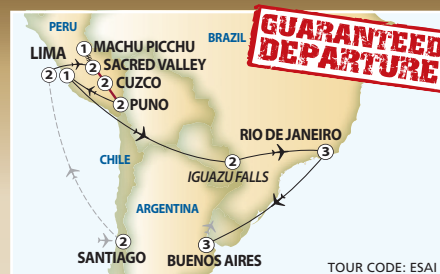 PERU
BRAZIL
GUARANTEED
DEPARTURE
LIMA
1
MACHU PICCHU
2
1
2
SACRED VALLEY
2
CUZCO
2
PUNO
RIO DE JANEIRO
3
CHILE
2
IGUAZU FALLS
ARGENTINA
2
SANTIAGO
3
BUENOS AIRES
TOUR CODE: ESAI